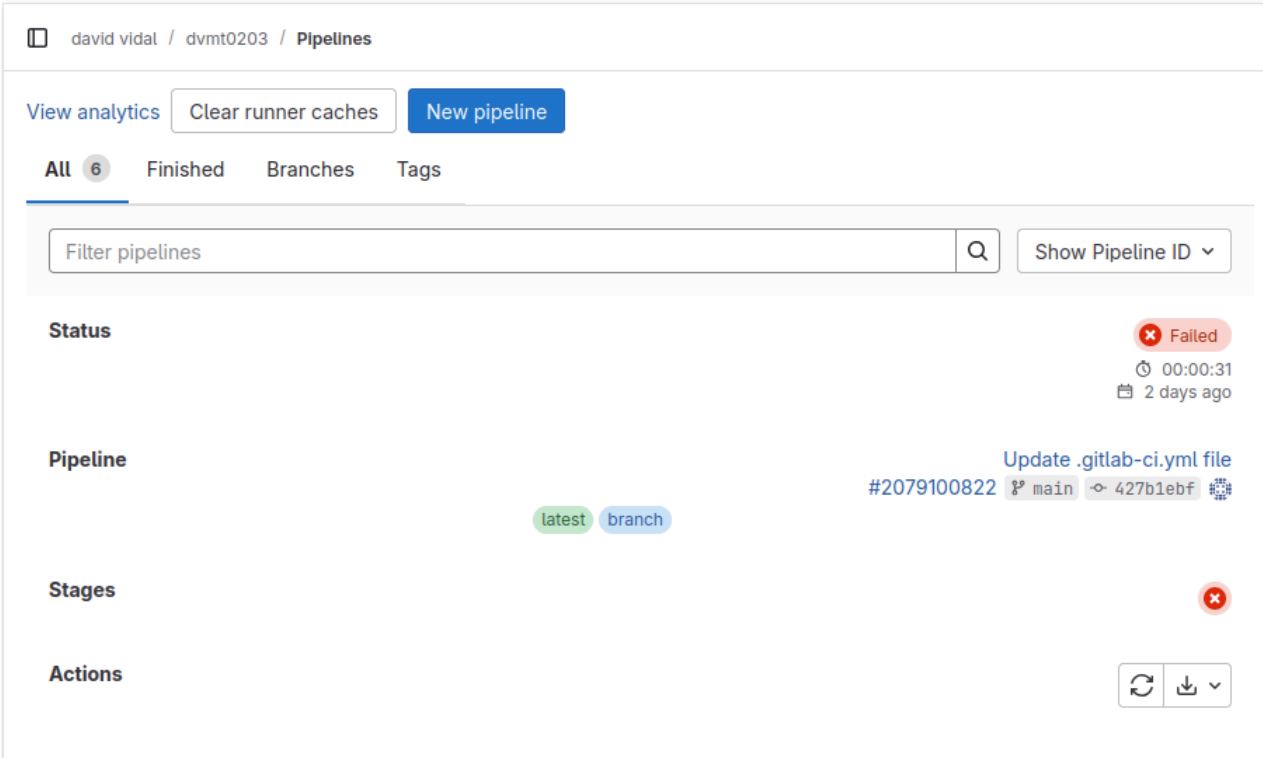 david vidal / dvmt0203 / Pipelines
View analytics Clear runner caches New pipeline
All 6 Finished Branches Tags
Filter pipelines Show Pipeline ID
Status Failed
00:00:31
2 days ago
Pipeline Update .gitlab-ci.yml file
#2079100822 main 427b1ebf
latest branch
Stages
Actions